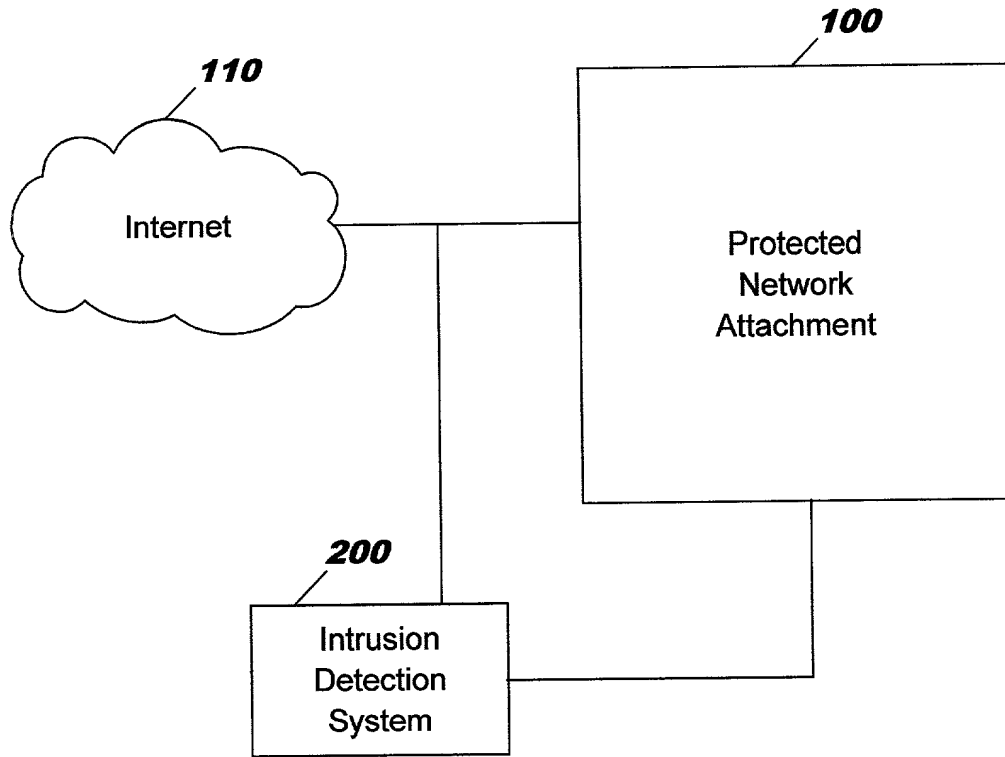 100
110
Internet
Protected
Network
Attachment
200
Intrusion
Detection
System